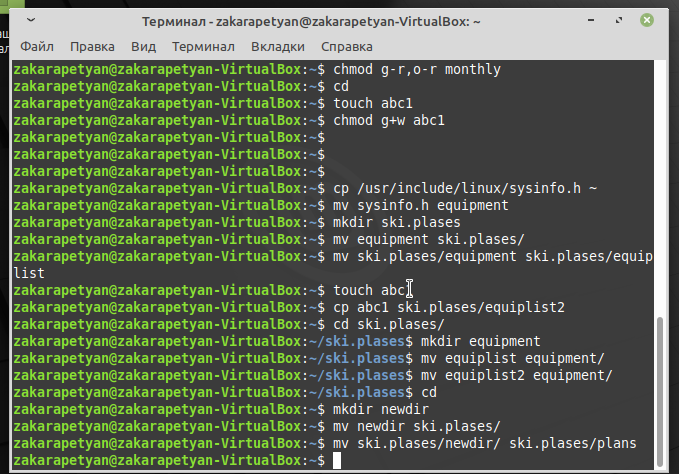 Терминал - zakarapetyan@zakarapetyan-VirtualBox: ~
Файл Правка Вид Терминал Вкладки Справка
zakarapetyan@zakarapetyan-VirtualBox:~$ chmod g-r,o-r monthly
zakarapetyan@zakarapetyan-VirtualBox:~$ cd
zakarapetyan@zakarapetyan-VirtualBox:~$ touch abc1
zakarapetyan@zakarapetyan-VirtualBox:~$ chmod g+w abc1
zakarapetyan@zakarapetyan-VirtualBox:~$
zakarapetyan@zakarapetyan-VirtualBox:~$
zakarapetyan@zakarapetyan-VirtualBox:~$
zakarapetyan@zakarapetyan-VirtualBox:~$ cp /usr/include/linux/sysinfo.h ~
zakarapetyan@zakarapetyan-VirtualBox:~$ mv sysinfo.h equipment
zakarapetyan@zakarapetyan-VirtualBox:~$ mkdir ski.plases
zakarapetyan@zakarapetyan-VirtualBox:~$ mv equipment ski.plases/
zakarapetyan@zakarapetyan-VirtualBox:~$ mv ski.plases/equipment ski.plases/equip
list
zakarapetyan@zakarapetyan-VirtualBox:~$ touch abc1
zakarapetyan@zakarapetyan-VirtualBox:~$ cp abc1 ski.plases/equiplist2
zakarapetyan@zakarapetyan-VirtualBox:~$ cd ski.plases/
zakarapetyan@zakarapetyan-VirtualBox:~/ski.plases$ mkdir equipment
zakarapetyan@zakarapetyan-VirtualBox:~/ski.plases$ mv equiplist equipment/
zakarapetyan@zakarapetyan-VirtualBox:~/ski.plases$ mv equiplist2 equipment/
zakarapetyan@zakarapetyan-VirtualBox:~/ski.plases$ cd
zakarapetyan@zakarapetyan-VirtualBox:~$ mkdir newdir
zakarapetyan@zakarapetyan-VirtualBox:~$ mv newdir ski.plases/
zakarapetyan@zakarapetyan-VirtualBox:~$ mv ski.plases/newdir/ ski.plases/plans
zakarapetyan@zakarapetyan-VirtualBox:~$